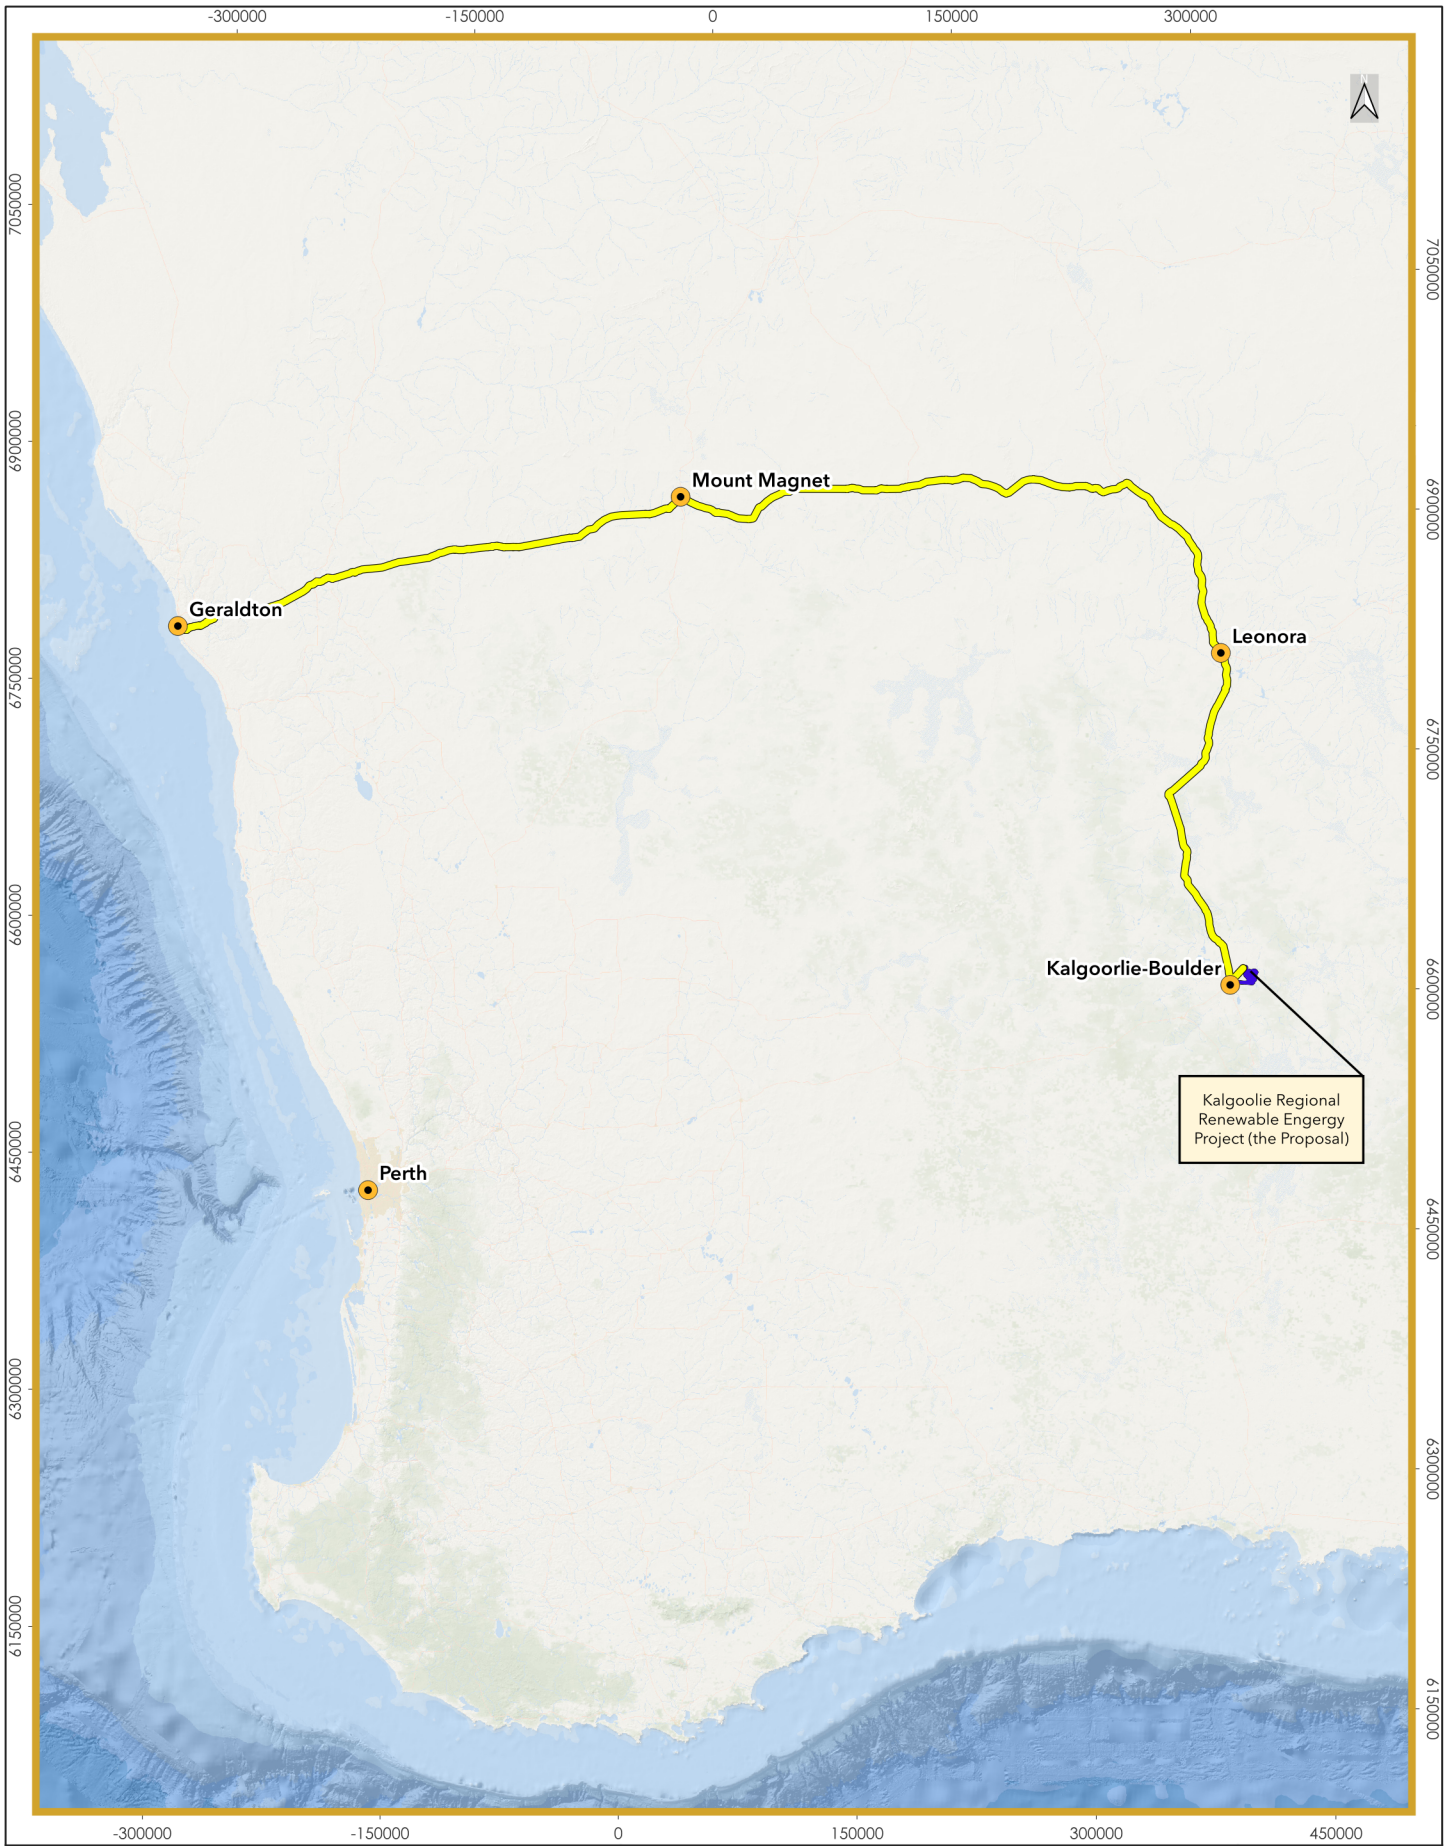 -300000
-150000
0
150000
300000
N
7050000
7050000
6900000
Mount Magnet
6900000
Geraldton
Leonora
6750000
6750000
6600000
Kalgoorlie-Boulder
6600000
Kalgoolie Regional
Renewable Engergy
Project (the Proposal)
6450000
Perth
6450000
6300000
6300000
6150000
6150000
-300000
-150000
0
150000
300000
450000